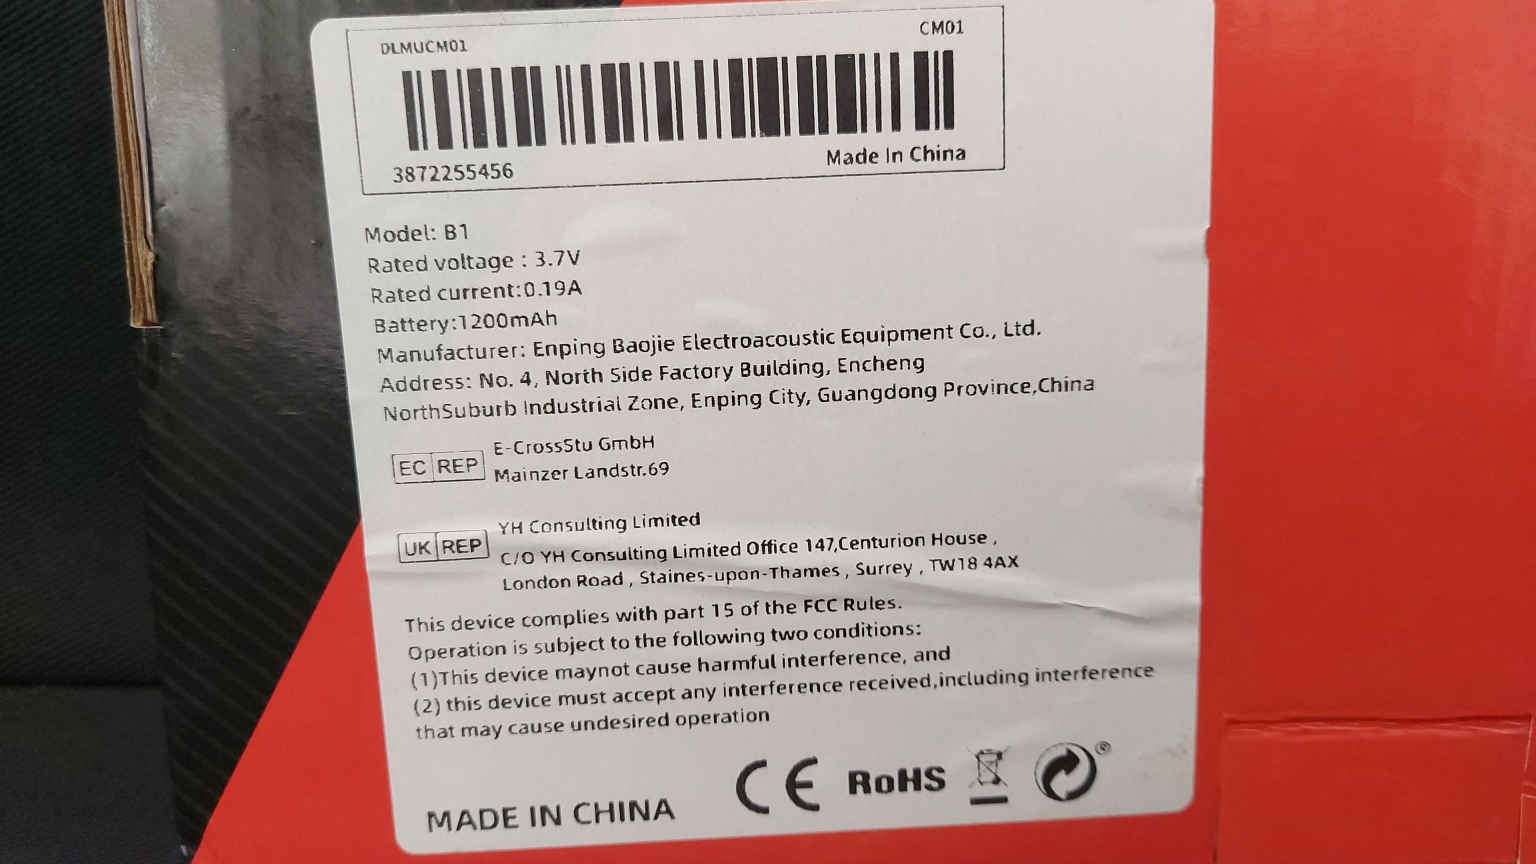 DLMUCM01
CM01
3872255456
Made In China
Model: B1
Rated voltage : 3.7V
Rated current:0.19A
Battery:1200mAh
Manufacturer: Enping Baojie Electroacoustic Equipment Co., Ltd.
Address: No. 4, North Side Factory Building, Encheng
NorthSuburb Industrial Zone, Enping City, Guangdong Province,China
EC REP
E-CrossStu GmbH
Mainzer Landstr.69
UK REP
YH Consulting Limited
C/O YH Consulting Limited Office 147,Centurion House ,
London Road , Staines-upon-Thames , Surrey , TW18 4AX
This device complies with part 15 of the FCC Rules.
Operation is subject to the following two conditions:
(1)This device maynot cause harmful interference, and
(2) this device must accept any interference received,including interference
that may cause undesired operation
MADE IN CHINA
CE RoHS ®